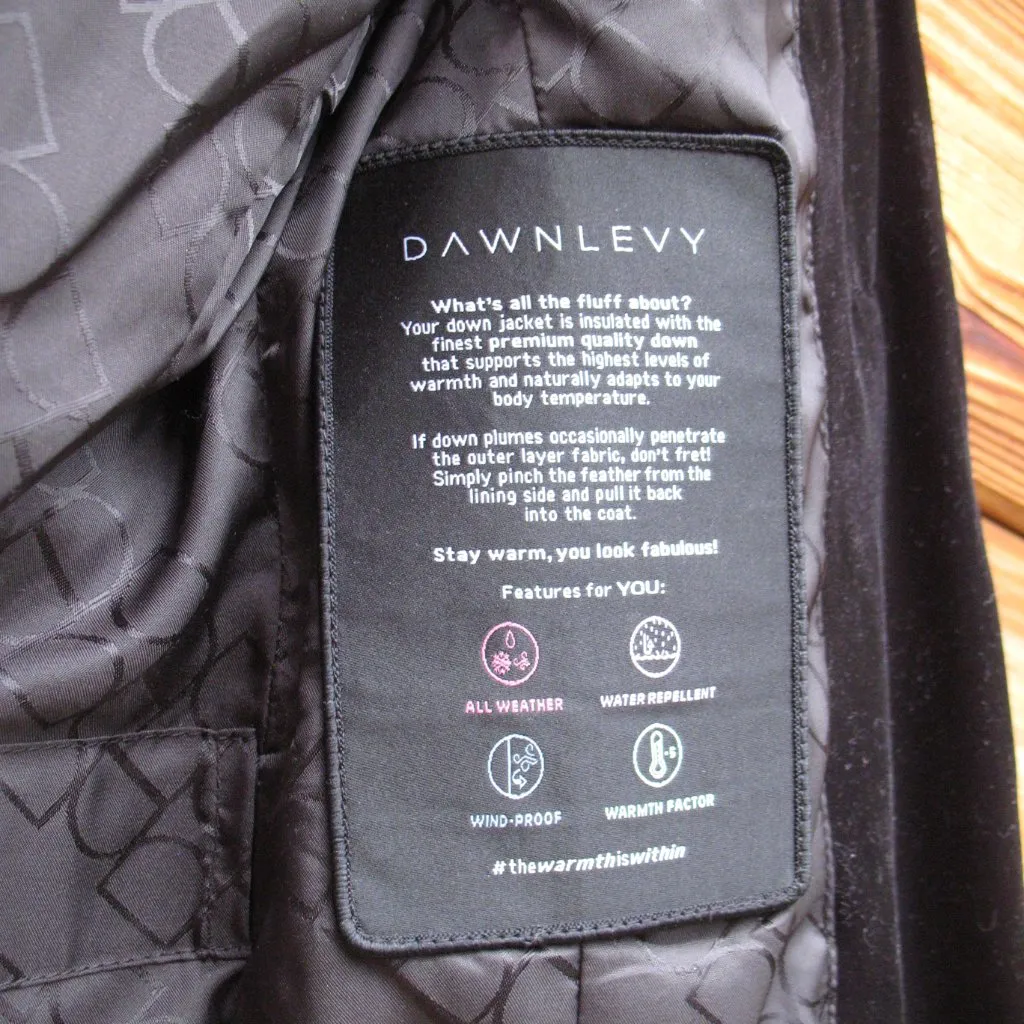 DAWNLEVY
What's all the fluff about?
Your down jacket is insulated with the
finest premium quality down
that supports the highest levels of
warmth and naturally adapts to your
body temperature.
If down plumes occasionally penetrate
the outer layer fabric, don't fret!
Simply pinch the feather from the
lining side and pull it back
into the coat.
Stay warm, you look fabulous!
Features for YOU:
ALL WEATHER
WATER REPELLENT
-5
WIND-PROOF
WARMTH FACTOR
#thewarmthiswithin